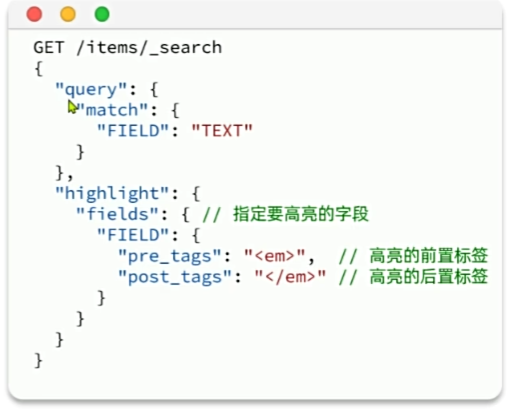 GET /items/_search
{
  "query": {
    "match": {
      "FIELD": "TEXT"
    }
  },
  "highlight": {
    "fields": { // 指定要高亮的字段
      "FIELD": {
        "pre_tags": "<em>",  // 高亮的前置标签
        "post_tags": "</em>" // 高亮的后置标签
      }
    }
  }
}